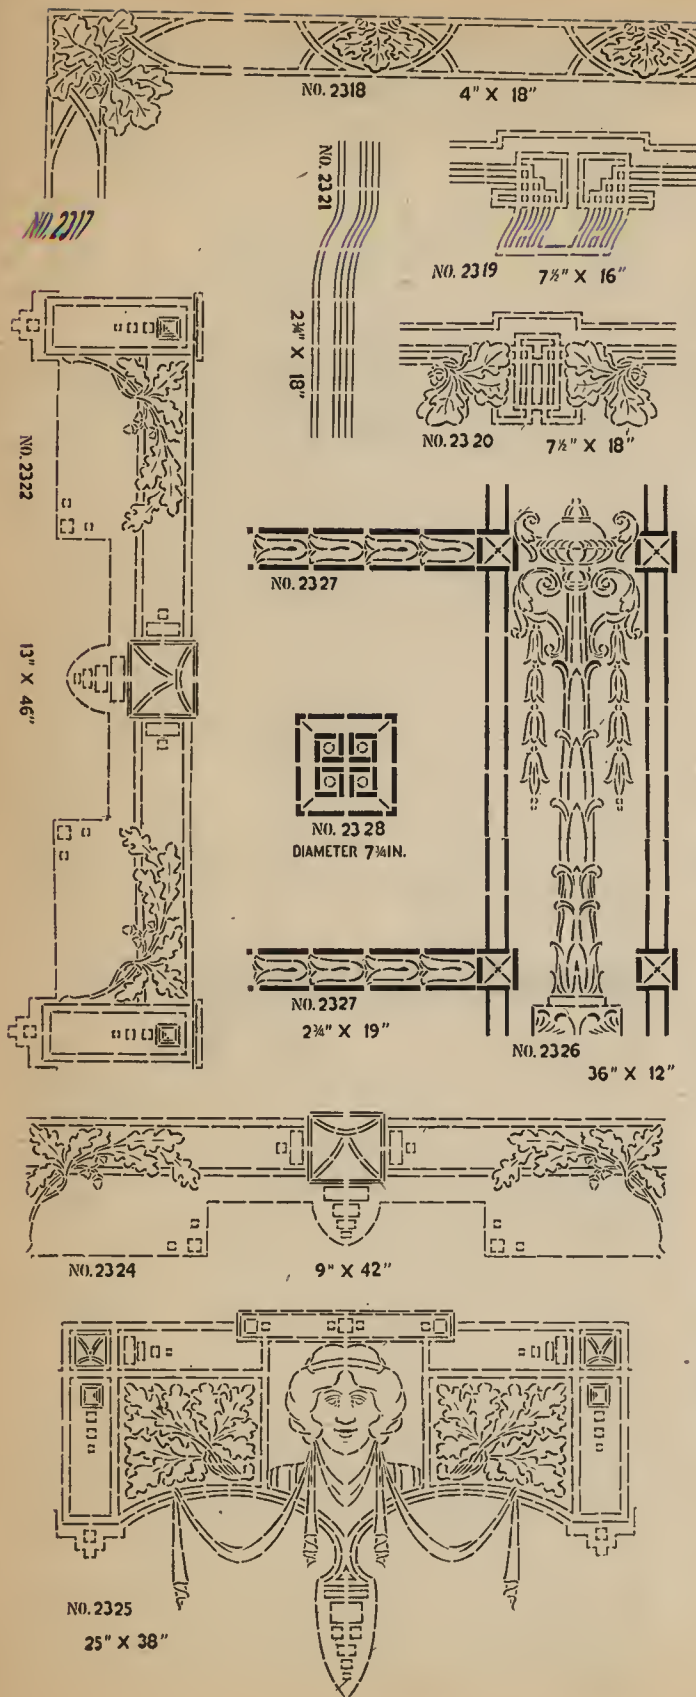 NO. 2318 4" X 18"
NO. 2317
NO. 2321
2¾" X 18"
NO. 2319 7½" X 16"
NO. 2320 7½" X 18"
NO. 2322
13" X 46"
NO. 2327
NO. 2328
DIAMETER 7¾IN.
NO. 2327
2¾" X 19"
NO. 2326
36" X 12"
NO. 2324 9" X 42"
NO. 2325
25" X 38"